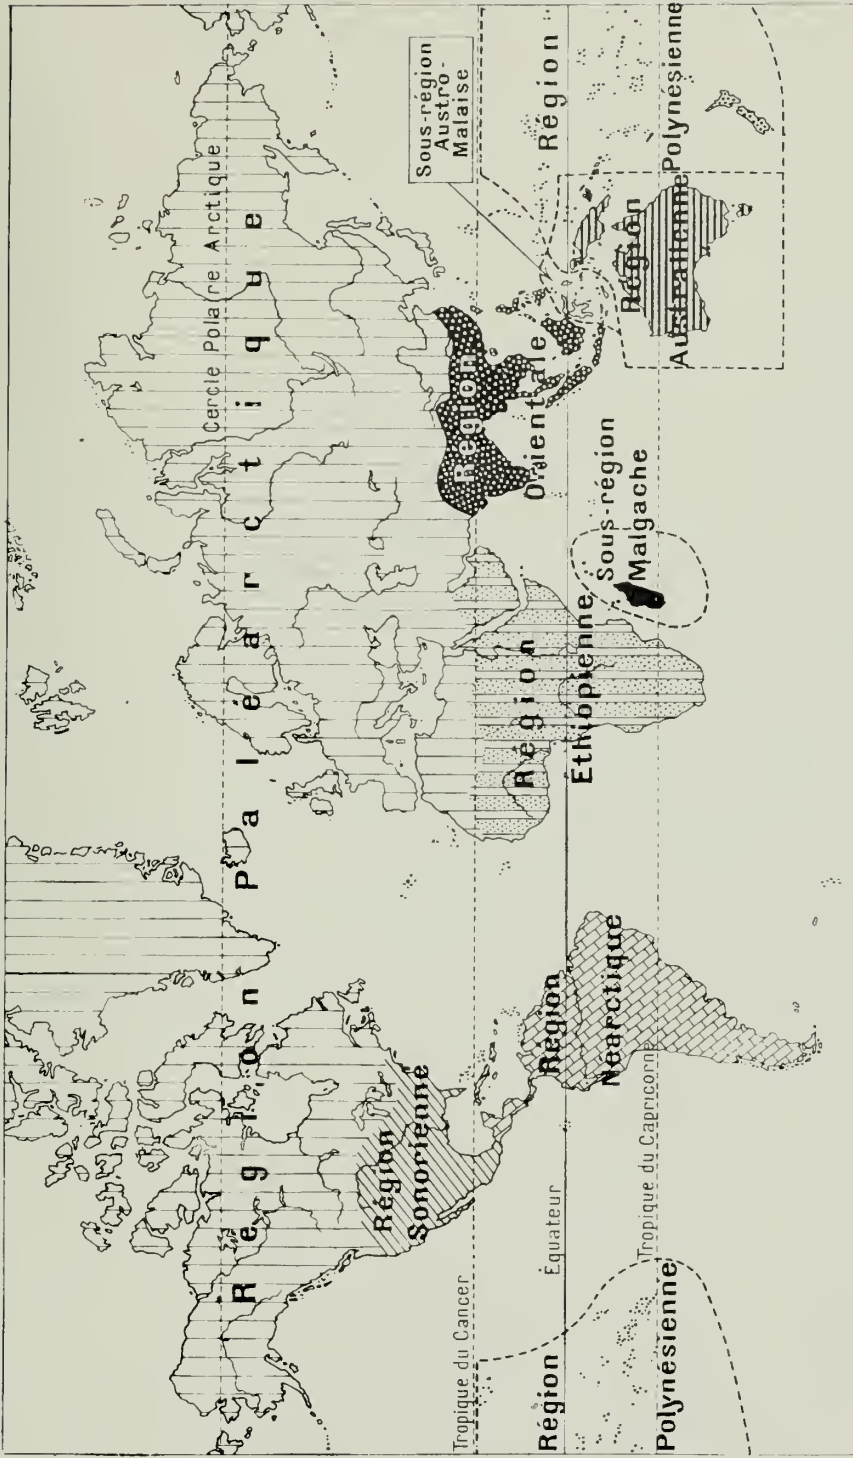 Cercle Polaire Arctique
Région Paléarctique
Sous-région
Austro-
Malaise
Région
Sonorienne
Tropique du Cancer
Région
Orientale
Région
Éthiopienne
Sous-région
Malgache
Région
Néarctique
Équateur
Tropique du Capricorne
Région
Polynésienne
Région
Australienne
Région
Polynésienne